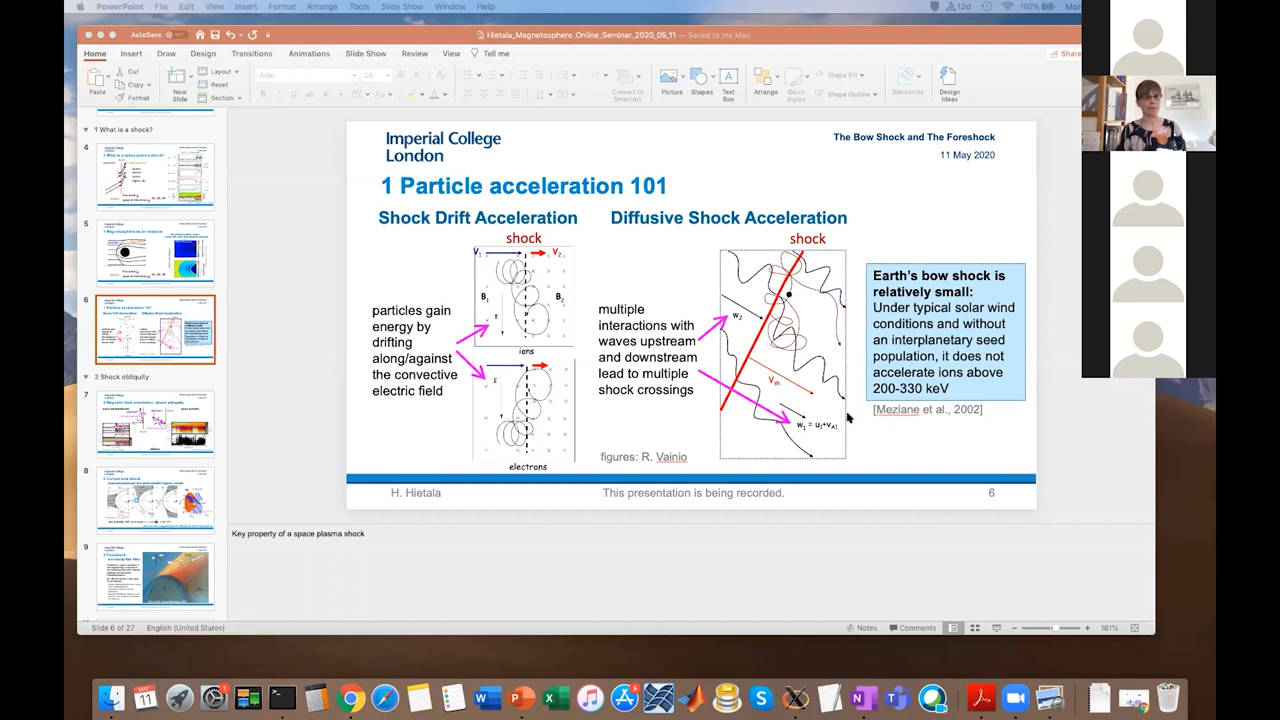 PowerPoint File Edit View Insert Format Arrange Tools Slide Show Window Help
12d 100%
AutoSave
Hietala_Magnetosphere_Online_Seminar_2020_05_11 — Saved to my Mac
Home Insert Draw Design Transitions Animations Slide Show Review View Tell me
Share
Paste
Cut
Copy
Format
New Slide
Layout
Reset
Section
Arial
24
Convert to SmartArt
Picture
Shapes
Text Box
Arrange
Quick Styles
Shape Fill
Shape Outline
Sensitivity
Design Ideas
1 What is a shock?
4
5
6
2 Shock obliquity
7
8
9
Imperial College
London
The Bow Shock and The Foreshock
11 May 2020
1 Particle acceleration 101
Shock Drift Acceleration
Diffusive Shock Acceleration
shock
shock
particles gain
energy by
drifting
along/against
the convective
electric field
ions
electrons
multiple
interactions with
waves upstream
and downstream
lead to multiple
shock crossings
Earth's bow shock is
relatively small:
Under typical solar wind
conditions and without
an interplanetary seed
population, it does not
accelerate ions above
200-330 keV
[Meziane et al., 2002]
figures: R. Vainio
H. Hietala
This presentation is being recorded.
6
Key property of a space plasma shock
Slide 6 of 27 English (United States)
Notes Comments 161%